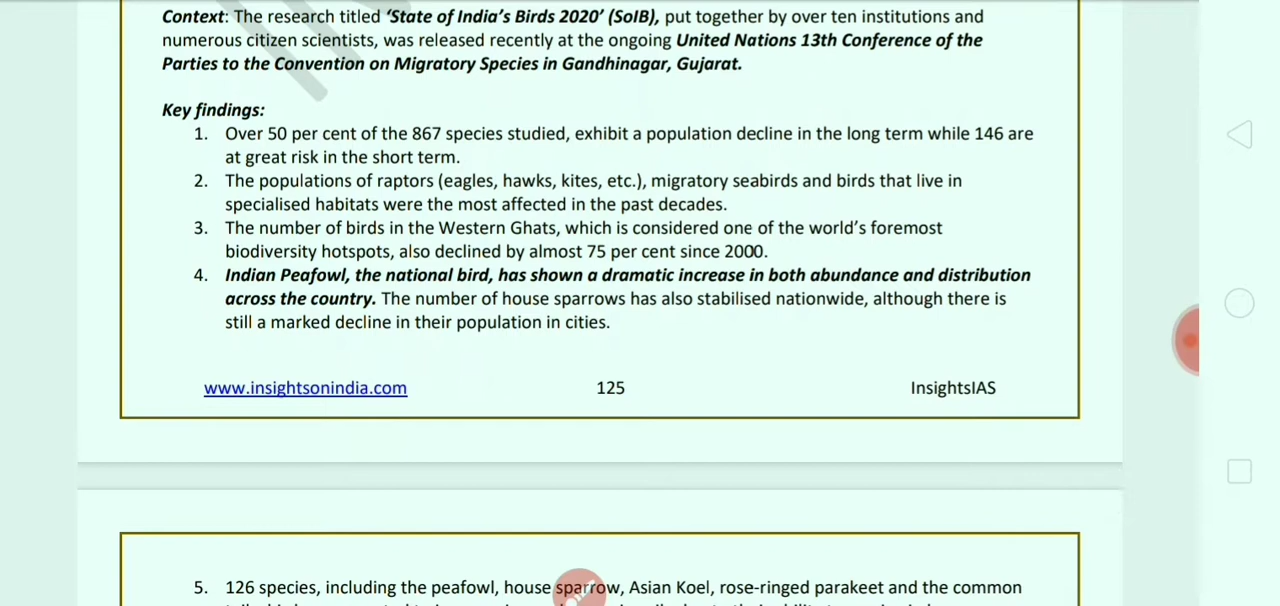 Context: The research titled ‘State of India’s Birds 2020’ (SoIB), put together by over ten institutions and
numerous citizen scientists, was released recently at the ongoing United Nations 13th Conference of the
Parties to the Convention on Migratory Species in Gandhinagar, Gujarat.
Key findings:
1. Over 50 per cent of the 867 species studied, exhibit a population decline in the long term while 146 are
at great risk in the short term.
2. The populations of raptors (eagles, hawks, kites, etc.), migratory seabirds and birds that live in
specialised habitats were the most affected in the past decades.
3. The number of birds in the Western Ghats, which is considered one of the world’s foremost
biodiversity hotspots, also declined by almost 75 per cent since 2000.
4. Indian Peafowl, the national bird, has shown a dramatic increase in both abundance and distribution
across the country. The number of house sparrows has also stabilised nationwide, although there is
still a marked decline in their population in cities.
www.insightsonindia.com 125 InsightsIAS
5. 126 species, including the peafowl, house sparrow, Asian Koel, rose-ringed parakeet and the common